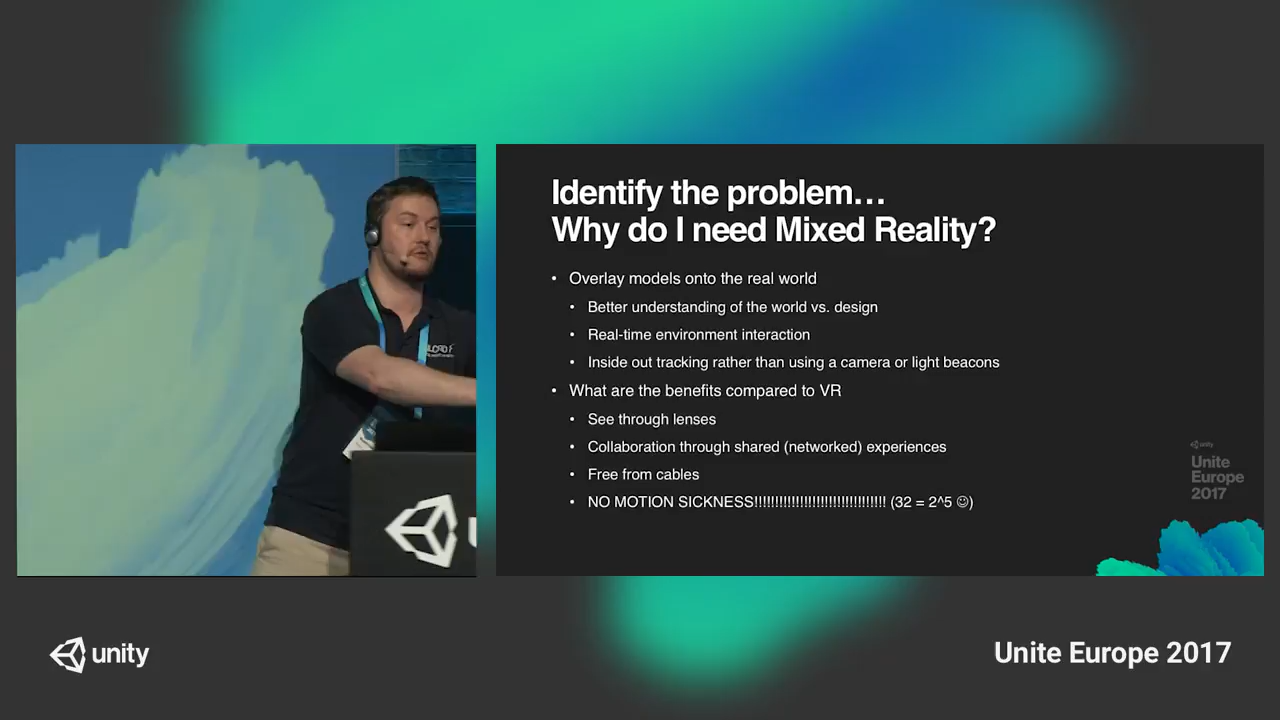 Identify the problem…
Why do I need Mixed Reality?
• Overlay models onto the real world
• Better understanding of the world vs. design
• Real-time environment interaction
• Inside out tracking rather than using a camera or light beacons
• What are the benefits compared to VR
• See through lenses
• Collaboration through shared (networked) experiences
• Free from cables
• NO MOTION SICKNESS!!!!!!!!!!!!!!!!!!!!!!!!!!!!!!!! (32 = 2^5 ☺)
unity
Unite
Europe
2017
unity
Unite Europe 2017